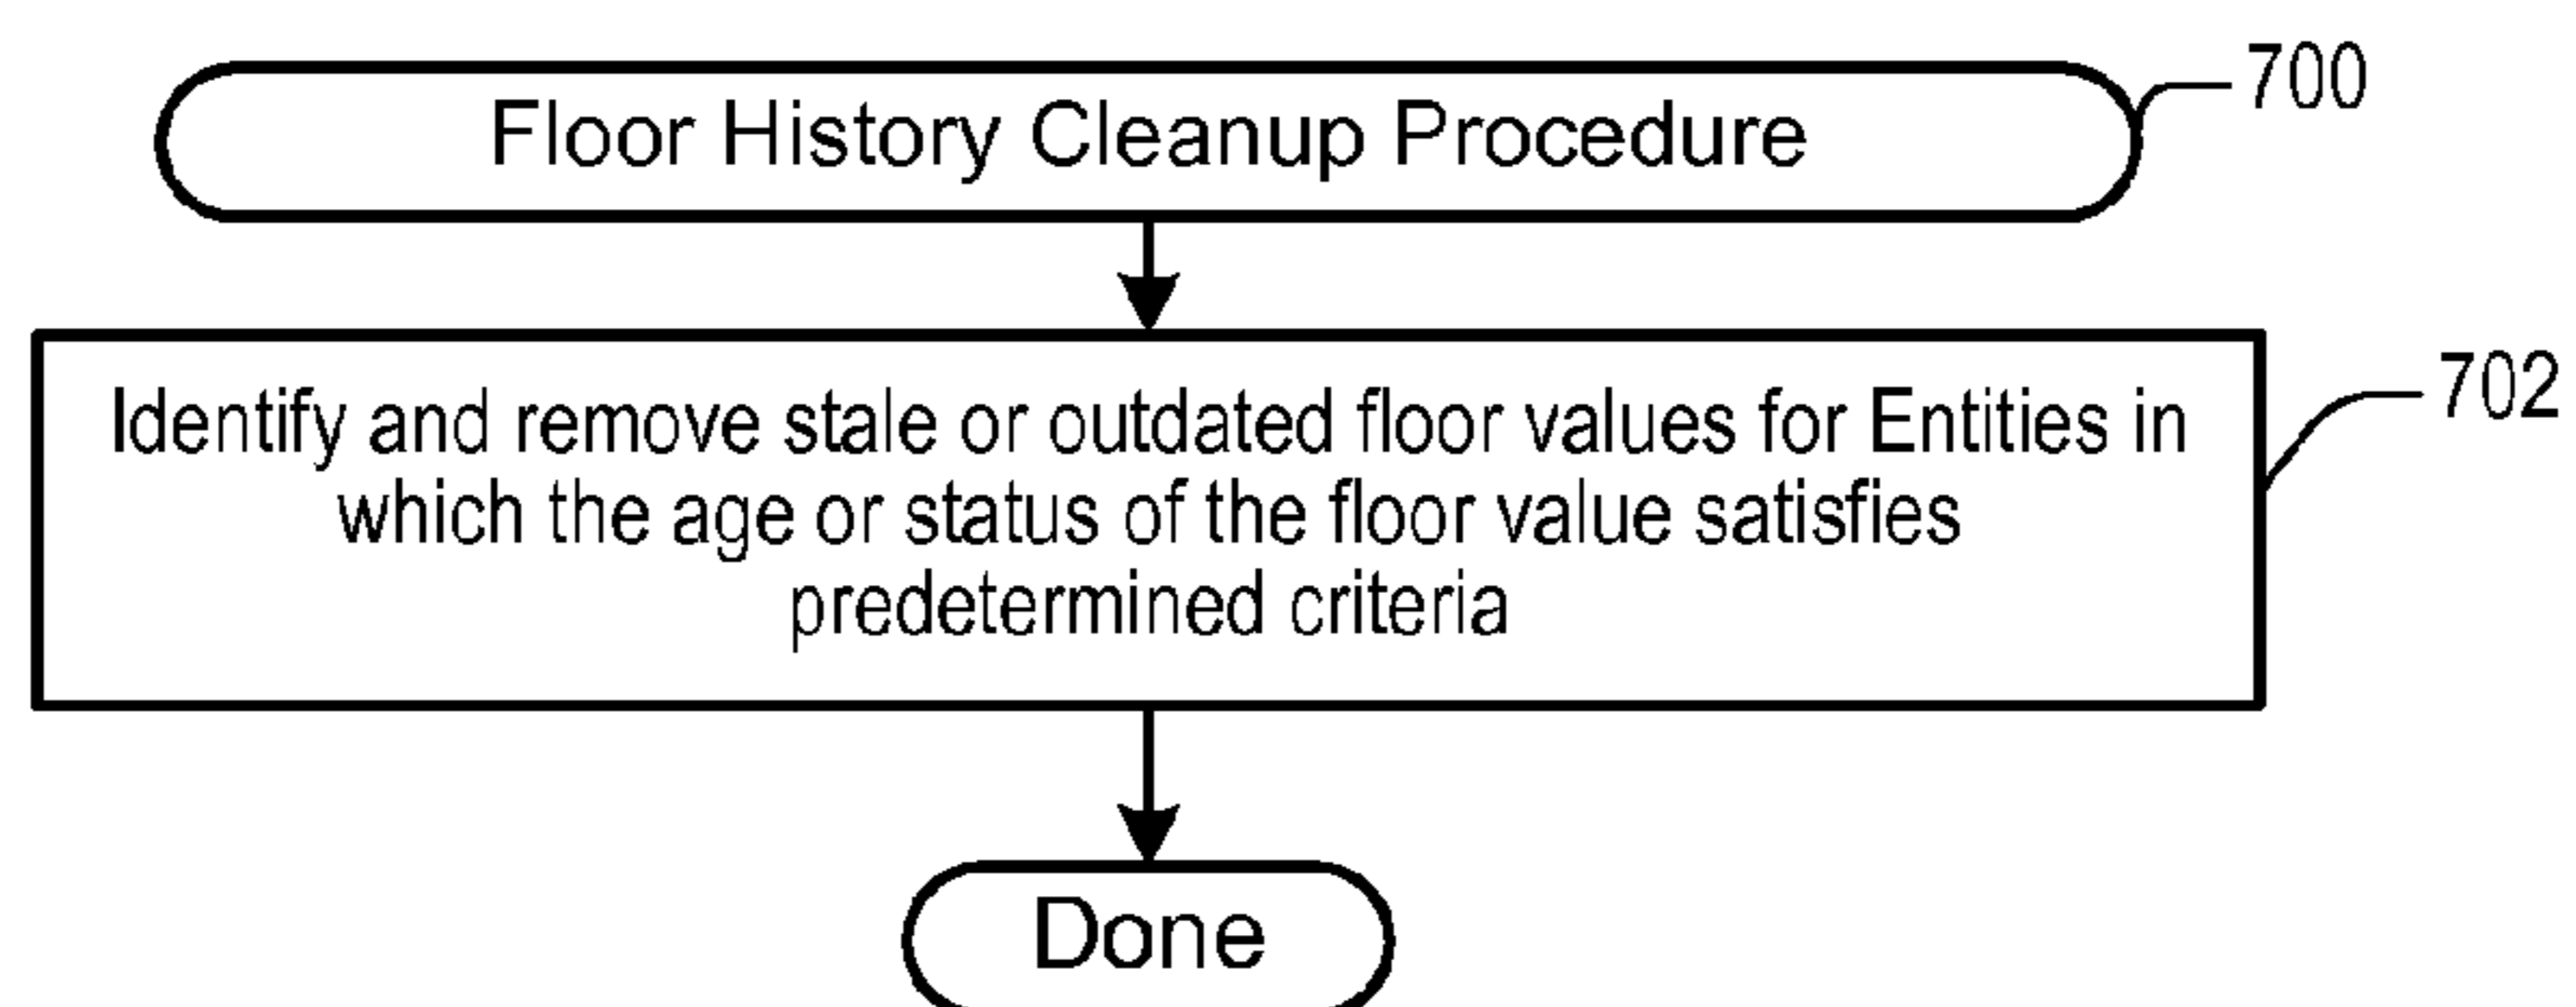 Floor History Cleanup Procedure
700
Identify and remove stale or outdated floor values for Entities in
which the age or status of the floor value satisfies
predetermined criteria
702
Done